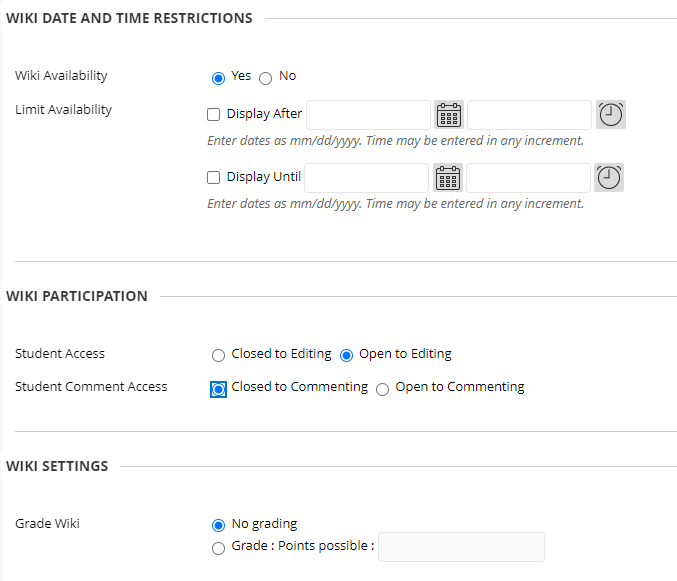 WIKI DATE AND TIME RESTRICTIONS
Wiki Availability Yes No
Limit Availability Display After
Enter dates as mm/dd/yyyy. Time may be entered in any increment.
Display Until
Enter dates as mm/dd/yyyy. Time may be entered in any increment.
WIKI PARTICIPATION
Student Access Closed to Editing Open to Editing
Student Comment Access Closed to Commenting Open to Commenting
WIKI SETTINGS
Grade Wiki No grading
Grade : Points possible :